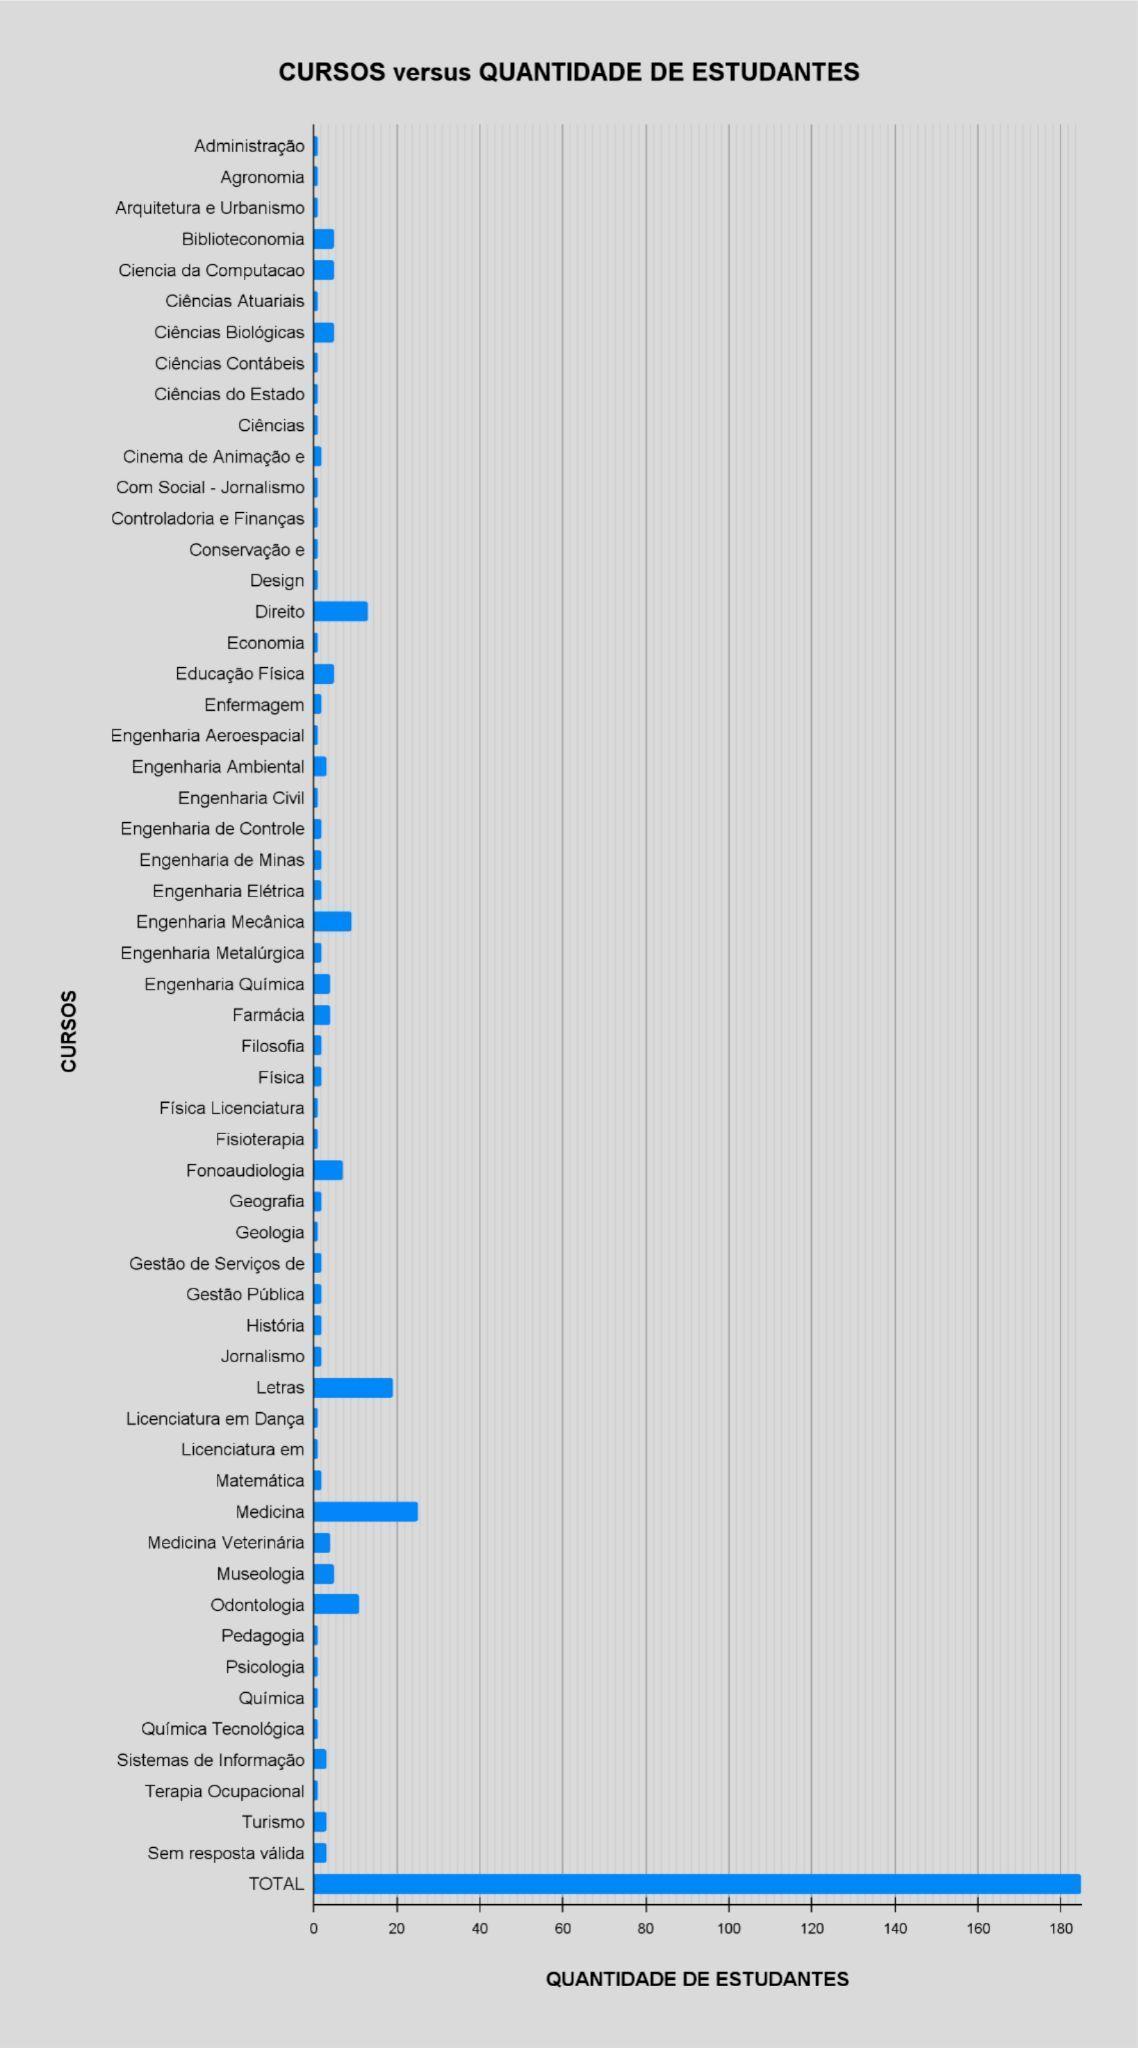 CURSOS versus QUANTIDADE DE ESTUDANTES
Administração
Agronomia
Arquitetura e Urbanismo
Biblioteconomia
Ciencia da Computacao
Ciências Atuariais
Ciências Biológicas
Ciências Contábeis
Ciências do Estado
Ciências
Cinema de Animação e
Com Social - Jornalismo
Controladoria e Finanças
Conservação e
Design
Direito
Economia
Educação Física
Enfermagem
Engenharia Aeroespacial
Engenharia Ambiental
Engenharia Civil
Engenharia de Controle
Engenharia de Minas
Engenharia Elétrica
Engenharia Mecânica
Engenharia Metalúrgica
Engenharia Química
Farmácia
Filosofia
Física
Física Licenciatura
Fisioterapia
Fonoaudiologia
Geografia
Geologia
Gestão de Serviços de
Gestão Pública
História
Jornalismo
Letras
Licenciatura em Dança
Licenciatura em
Matemática
Medicina
Medicina Veterinária
Museologia
Odontologia
Pedagogia
Psicologia
Química
Química Tecnológica
Sistemas de Informação
Terapia Ocupacional
Turismo
Sem resposta válida
TOTAL
CURSOS
0 20 40 60 80 100 120 140 160 180
QUANTIDADE DE ESTUDANTES